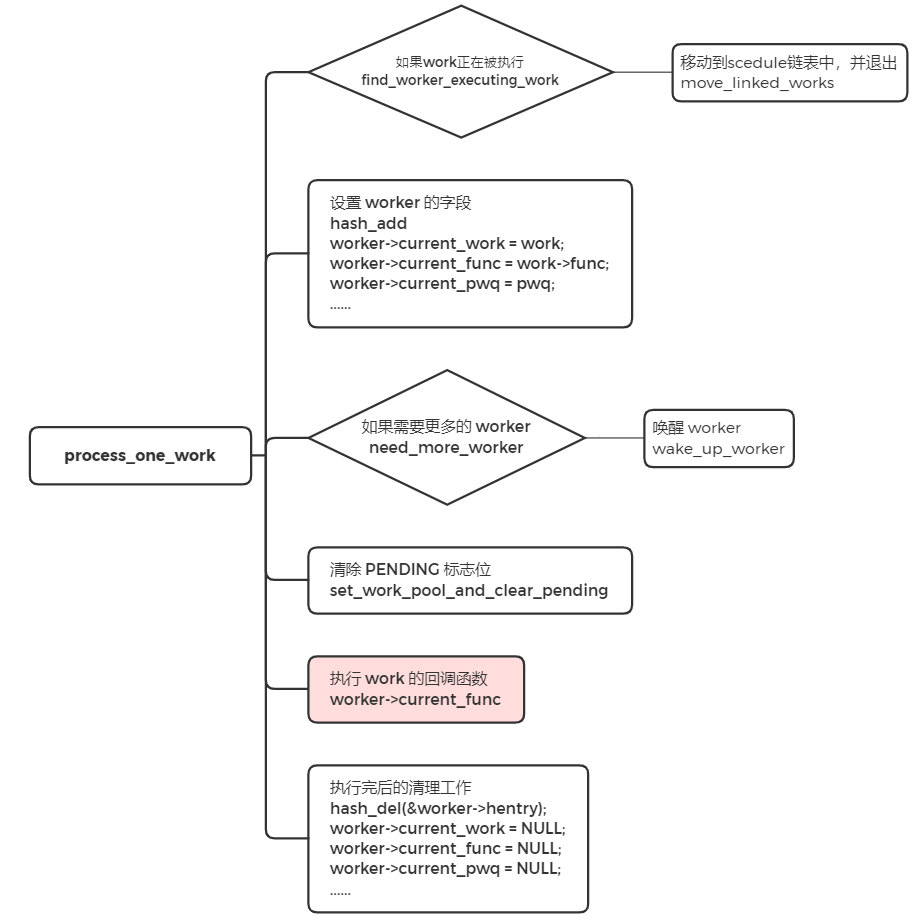 如果work正在被执行
find_worker_executing_work
移动到scedule链表中，并退出
move_linked_works
设置 worker 的字段
hash_add
worker->current_work = work;
worker->current_func = work->func;
worker->current_pwq = pwq;
......
process_one_work
如果需要更多的 worker
need_more_worker
唤醒 worker
wake_up_worker
清除 PENDING 标志位
set_work_pool_and_clear_pending
执行 work 的回调函数
worker->current_func
执行完后的清理工作
hash_del(&worker->hentry);
worker->current_work = NULL;
worker->current_func = NULL;
worker->current_pwq = NULL;
......